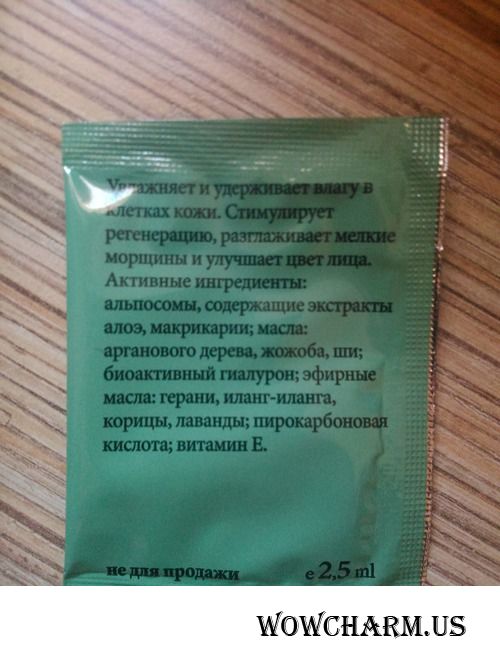 Увлажняет и удерживает влагу в
клетках кожи. Стимулирует
регенерацию, разглаживает мелкие
морщины и улучшает цвет лица.
Активные ингредиенты:
альпосомы, содержащие экстракты
алоэ, макрикарии; масла:
арганового дерева, жожоба, ши;
биоактивный гиалурон; эфирные
масла: герани, иланг-иланга,
корицы, лаванды; пирокарбоновая
кислота; витамин Е.
не для продажи e 2,5 ml
WOWCHARM.US